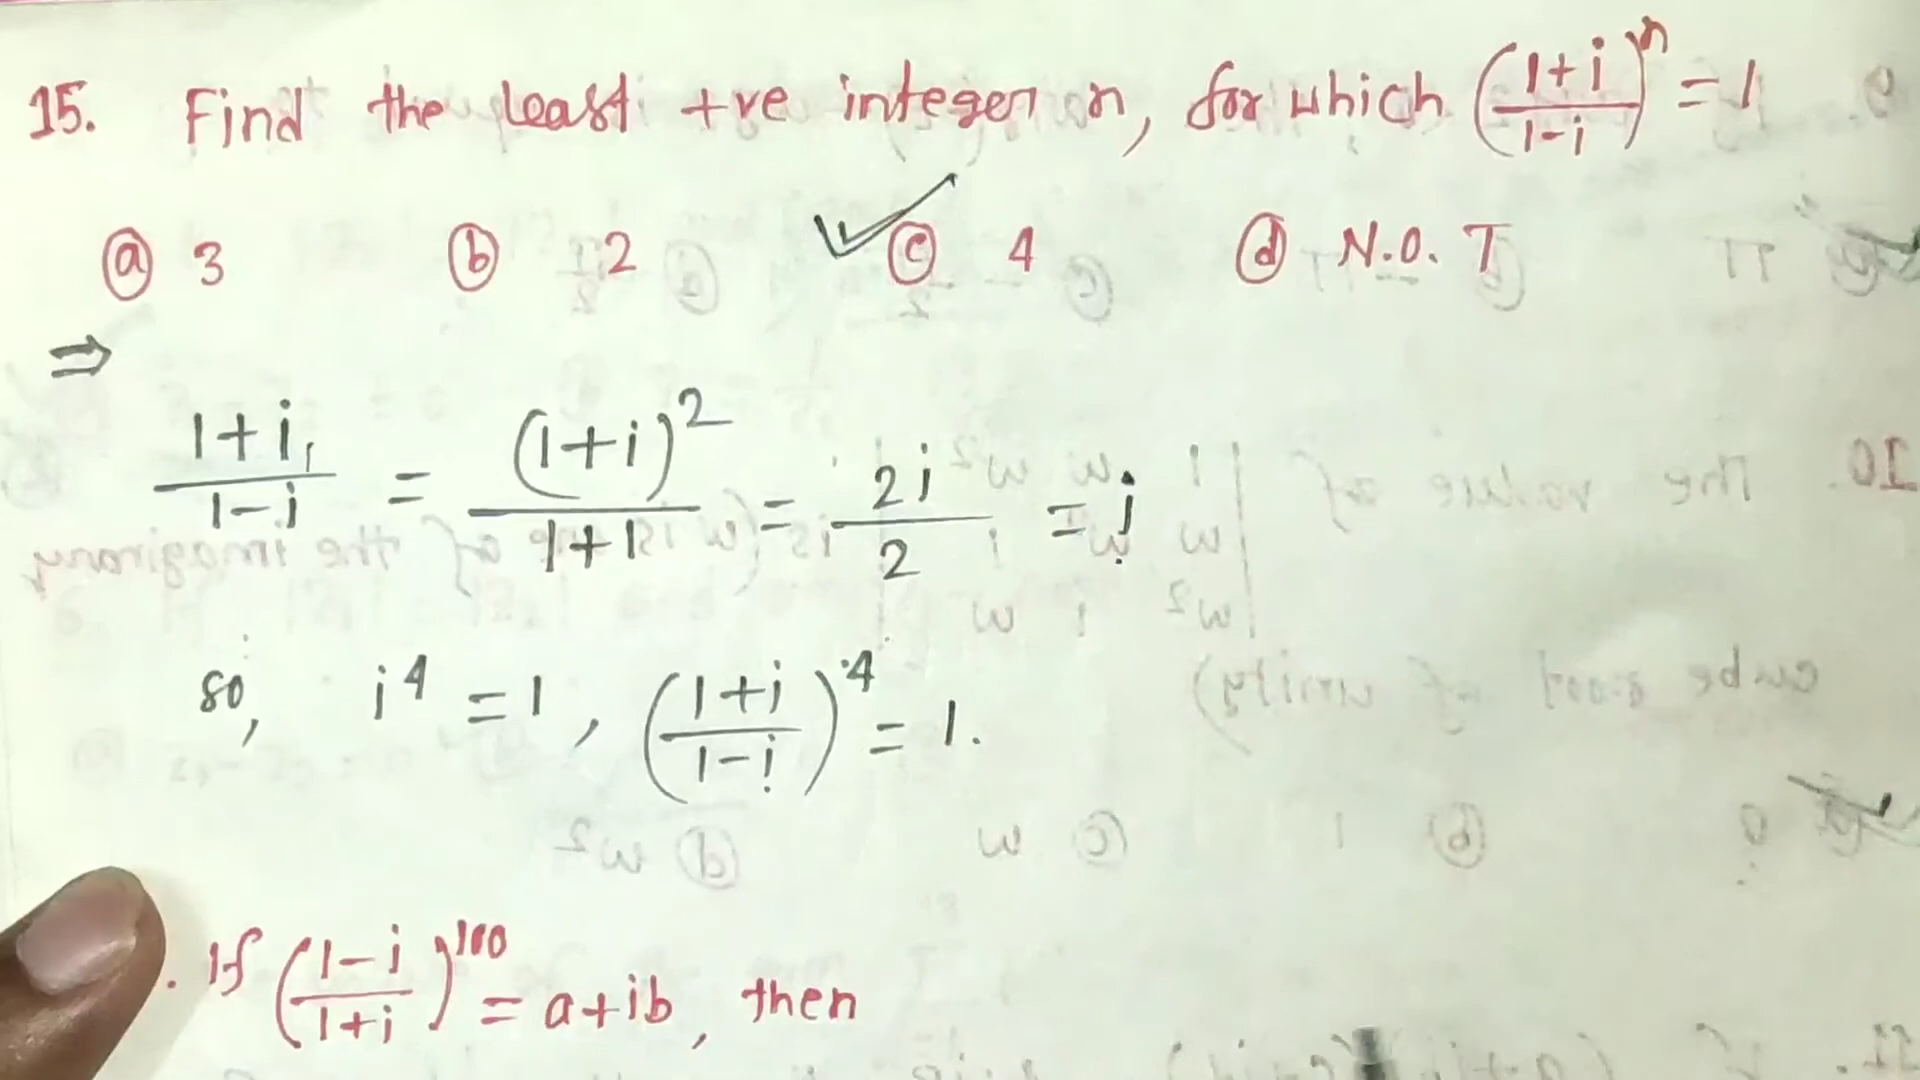 15. Find the least +ve integer n, for which ((1+i)/(1-i))^n = 1
ⓐ 3 ⓑ 2 ⓒ 4 ⓓ N.O.T
⇒
(1+i)/(1-i) = (1+i)^2/(1+1) = 2i/2 = i
so, i^4 = 1, ((1+i)/(1-i))^4 = 1.
. If ((1-i)/(1+i))^100 = a+ib, then